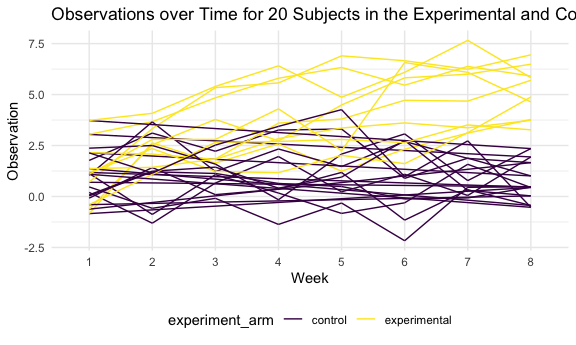 Observations over Time for 20 Subjects in the Experimental and Co
Observation
7.5
5.0
2.5
0.0
-2.5
1 2 3 4 5 6 7 8
Week
experiment_arm control experimental